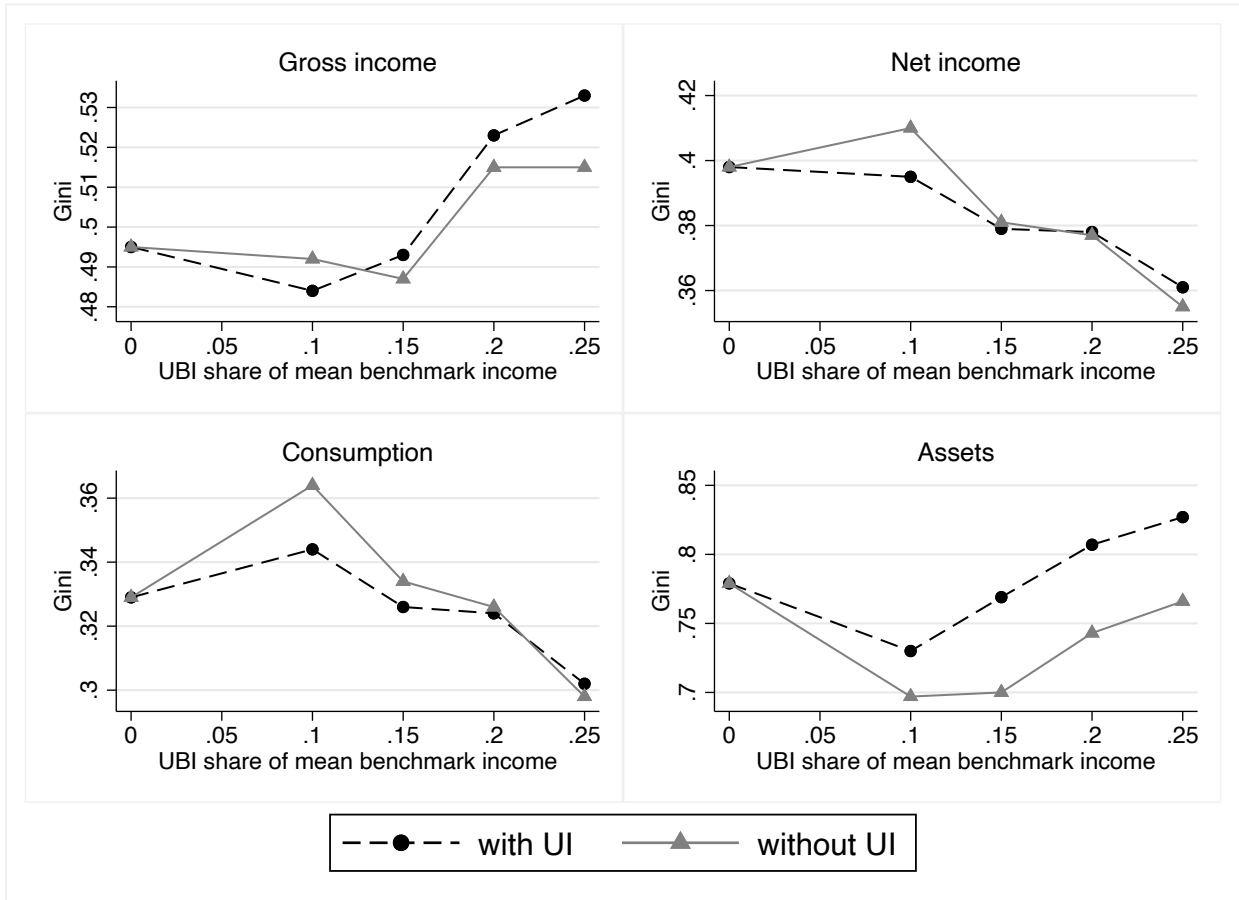 Gross income
Gini
.53
.52
.51
.5
.49
.48
0 .05 .1 .15 .2 .25
UBI share of mean benchmark income
Net income
Gini
.42
.4
.38
.36
0 .05 .1 .15 .2 .25
UBI share of mean benchmark income
Consumption
Gini
.36
.34
.32
.3
0 .05 .1 .15 .2 .25
UBI share of mean benchmark income
Assets
Gini
.85
.8
.75
.7
0 .05 .1 .15 .2 .25
UBI share of mean benchmark income
with UI without UI